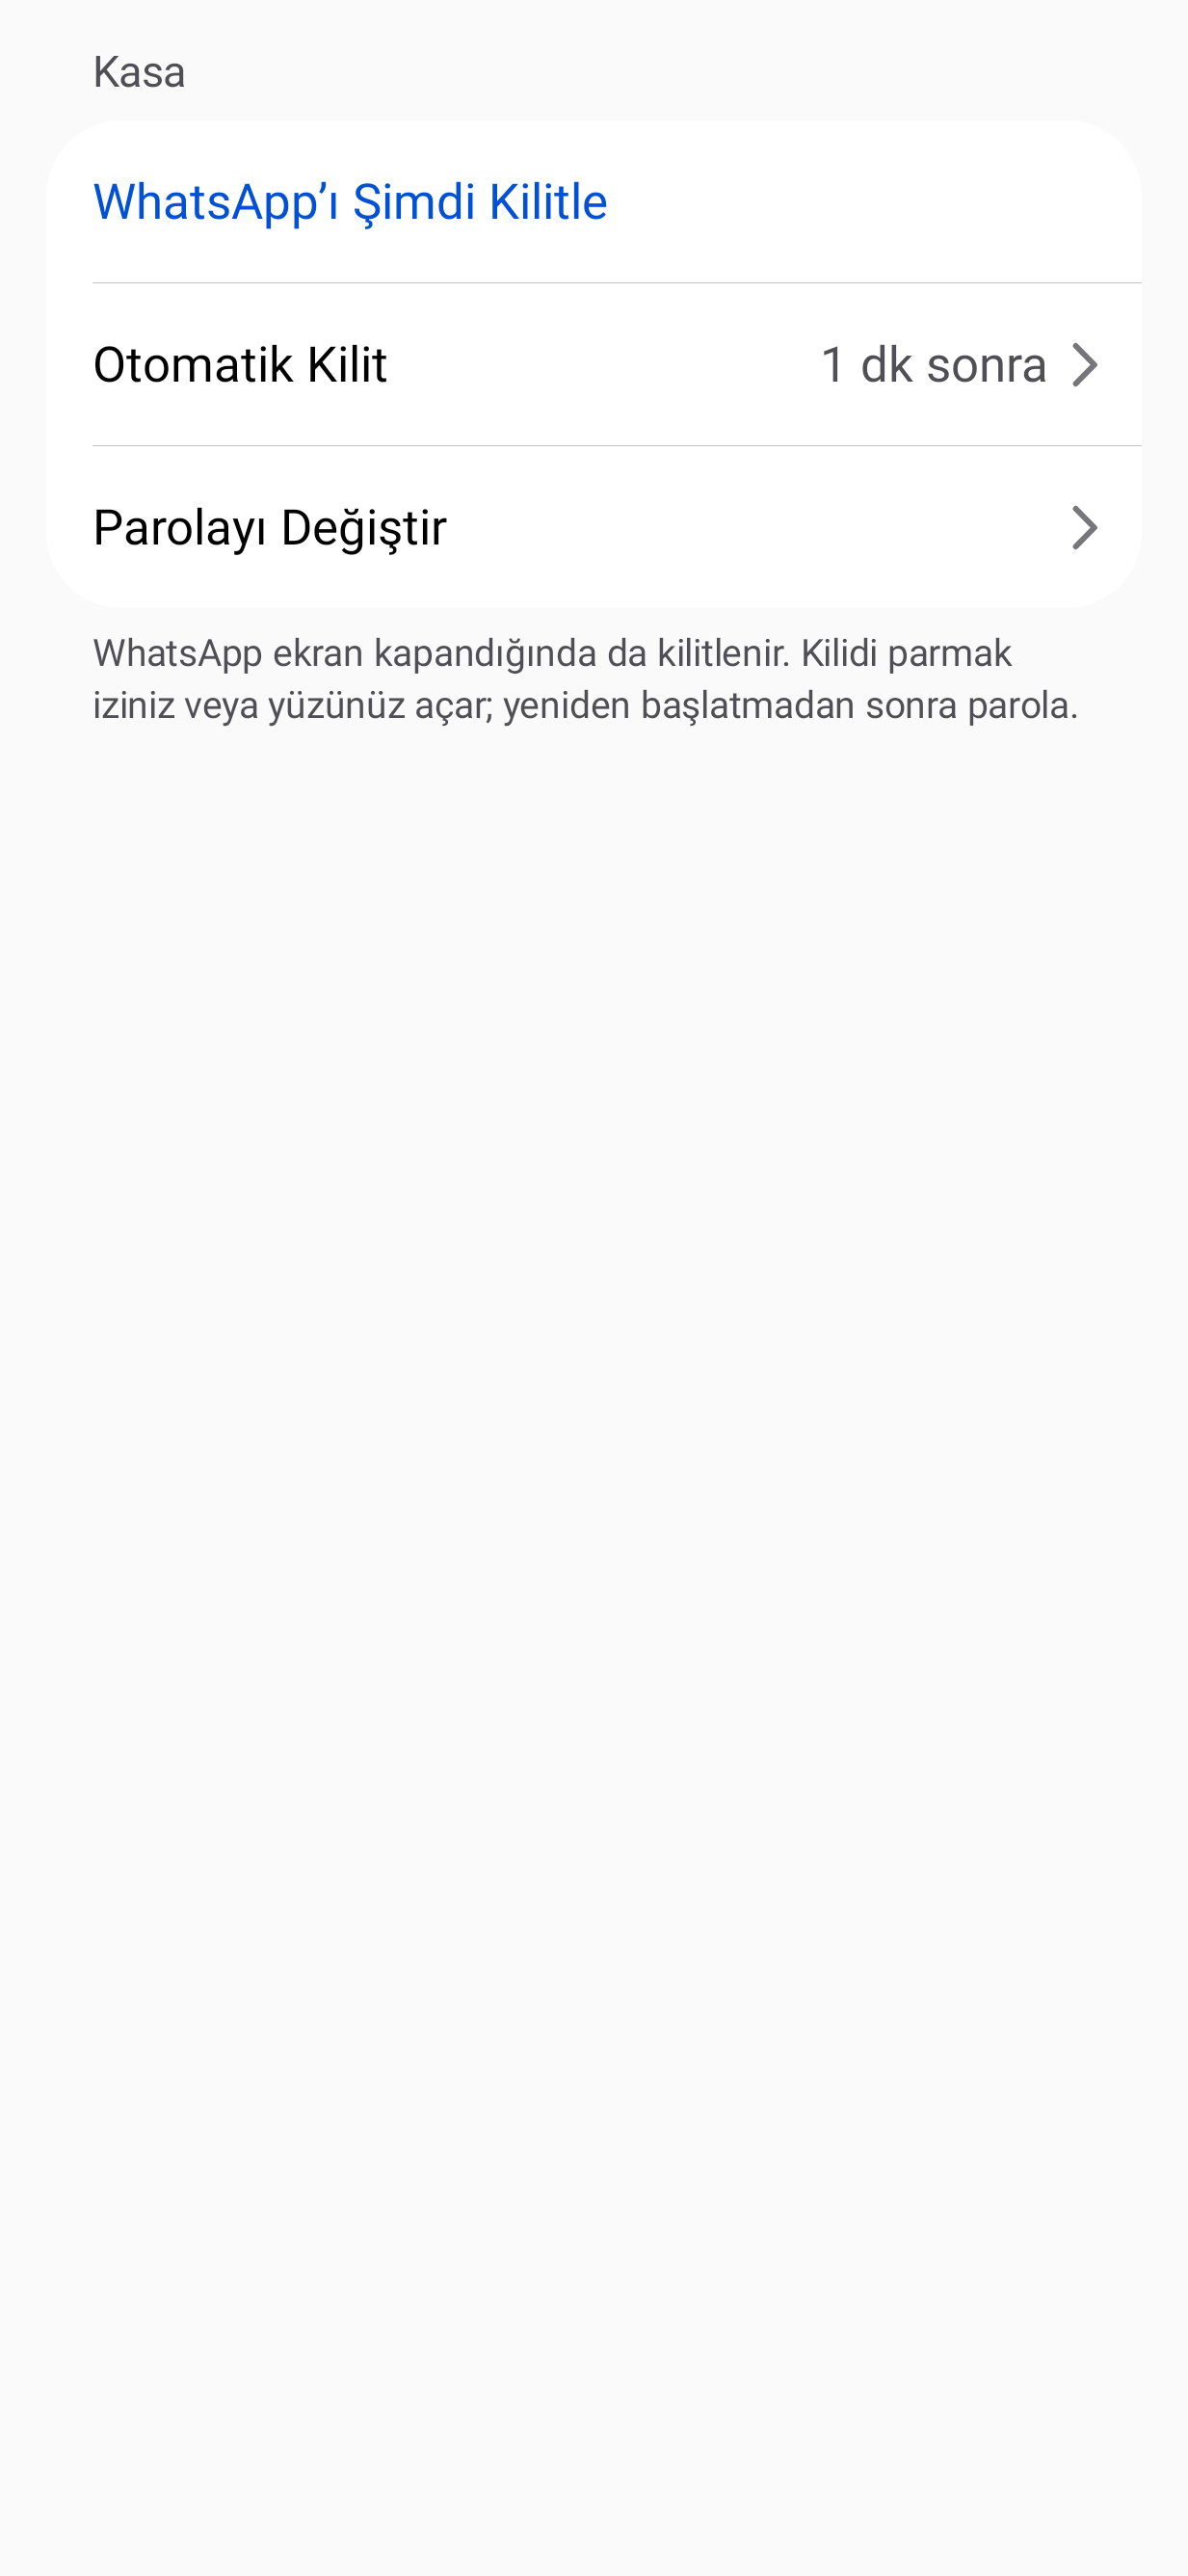 Kasa
WhatsApp’ı Şimdi Kilitle
Otomatik Kilit 1 dk sonra
Parolayı Değiştir
WhatsApp ekran kapandığında da kilitlenir. Kilidi parmak
iziniz veya yüzünüz açar; yeniden başlatmadan sonra parola.